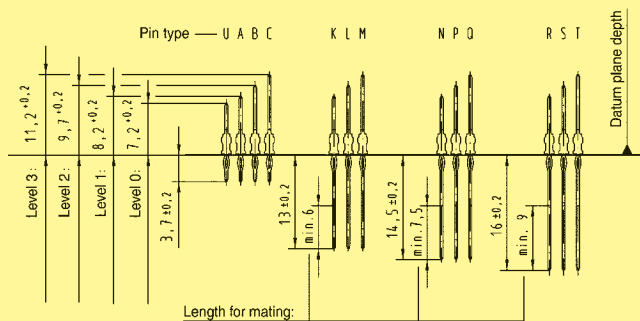 Pin type — U A B C K L M N P Q R S T
Level 3: 11,2 +0,2
Level 2: 9,7 +0,2
Level 1: 8,2 +0,2
Level 0: 7,2 +0,2
3,7 ±0,2
13 ±0,2
min.6
14,5 ±0,2
min.7,5
16 ±0,2
min. 9
Datum plane depth
Length for mating: